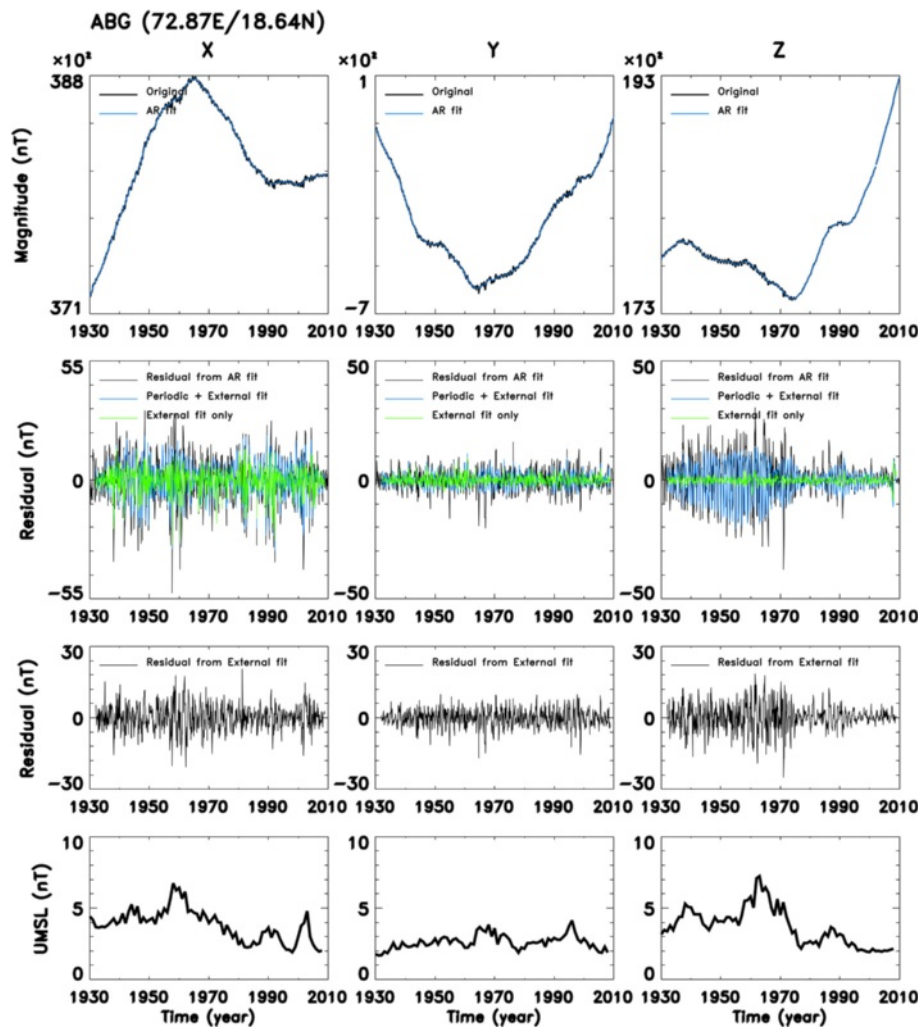 ABG (72.87E/18.64N)
X Y Z
×10² ×10² ×10²
388 1 193
Original Original Original
AR fit AR fit AR fit
Magnitude (nT)
371 −7 173
1930 1950 1970 1990 2010 1930 1950 1970 1990 2010 1930 1950 1970 1990 2010
55 50 50
Residual from AR fit Residual from AR fit Residual from AR fit
Periodic + External fit Periodic + External fit Periodic + External fit
External fit only External fit only External fit only
Residual (nT)
0 0 0
−55 −50 −50
1930 1950 1970 1990 2010 1930 1950 1970 1990 2010 1930 1950 1970 1990 2010
30 30 30
Residual from External fit Residual from External fit Residual from External fit
Residual (nT)
0 0 0
−30 −30 −30
1930 1950 1970 1990 2010 1930 1950 1970 1990 2010 1930 1950 1970 1990 2010
10 10 10
UMSL (nT)
5 5 5
0 0 0
1930 1950 1970 1990 2010 1930 1950 1970 1990 2010 1930 1950 1970 1990 2010
Time (year) Time (year) Time (year)